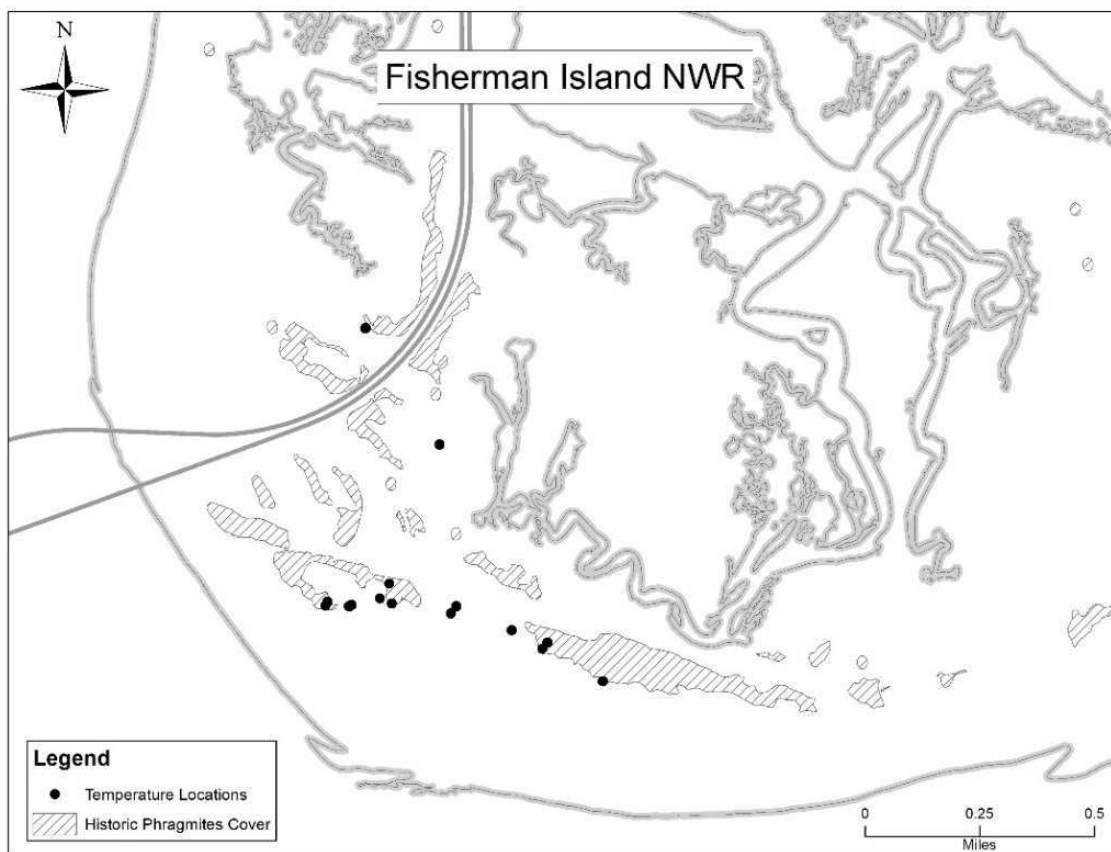 N
Fisherman Island NWR
Legend
Temperature Locations
Historic Phragmites Cover
0 0.25 0.5
Miles